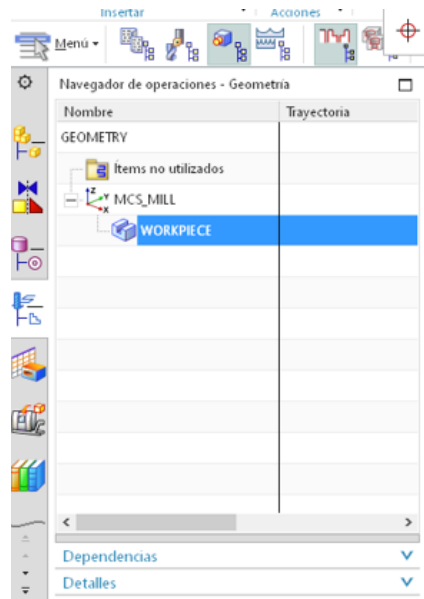 Insertar Acciones
Menú
Navegador de operaciones - Geometría
Nombre Trayectoria
GEOMETRY
Ítems no utilizados
MCS_MILL
WORKPIECE
Dependencias
Detalles